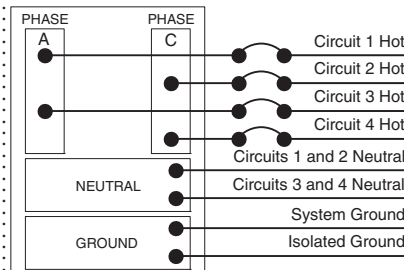 PHASE PHASE
A C
Circuit 1 Hot
Circuit 2 Hot
Circuit 3 Hot
Circuit 4 Hot
Circuits 1 and 2 Neutral
NEUTRAL
Circuits 3 and 4 Neutral
System Ground
GROUND
Isolated Ground